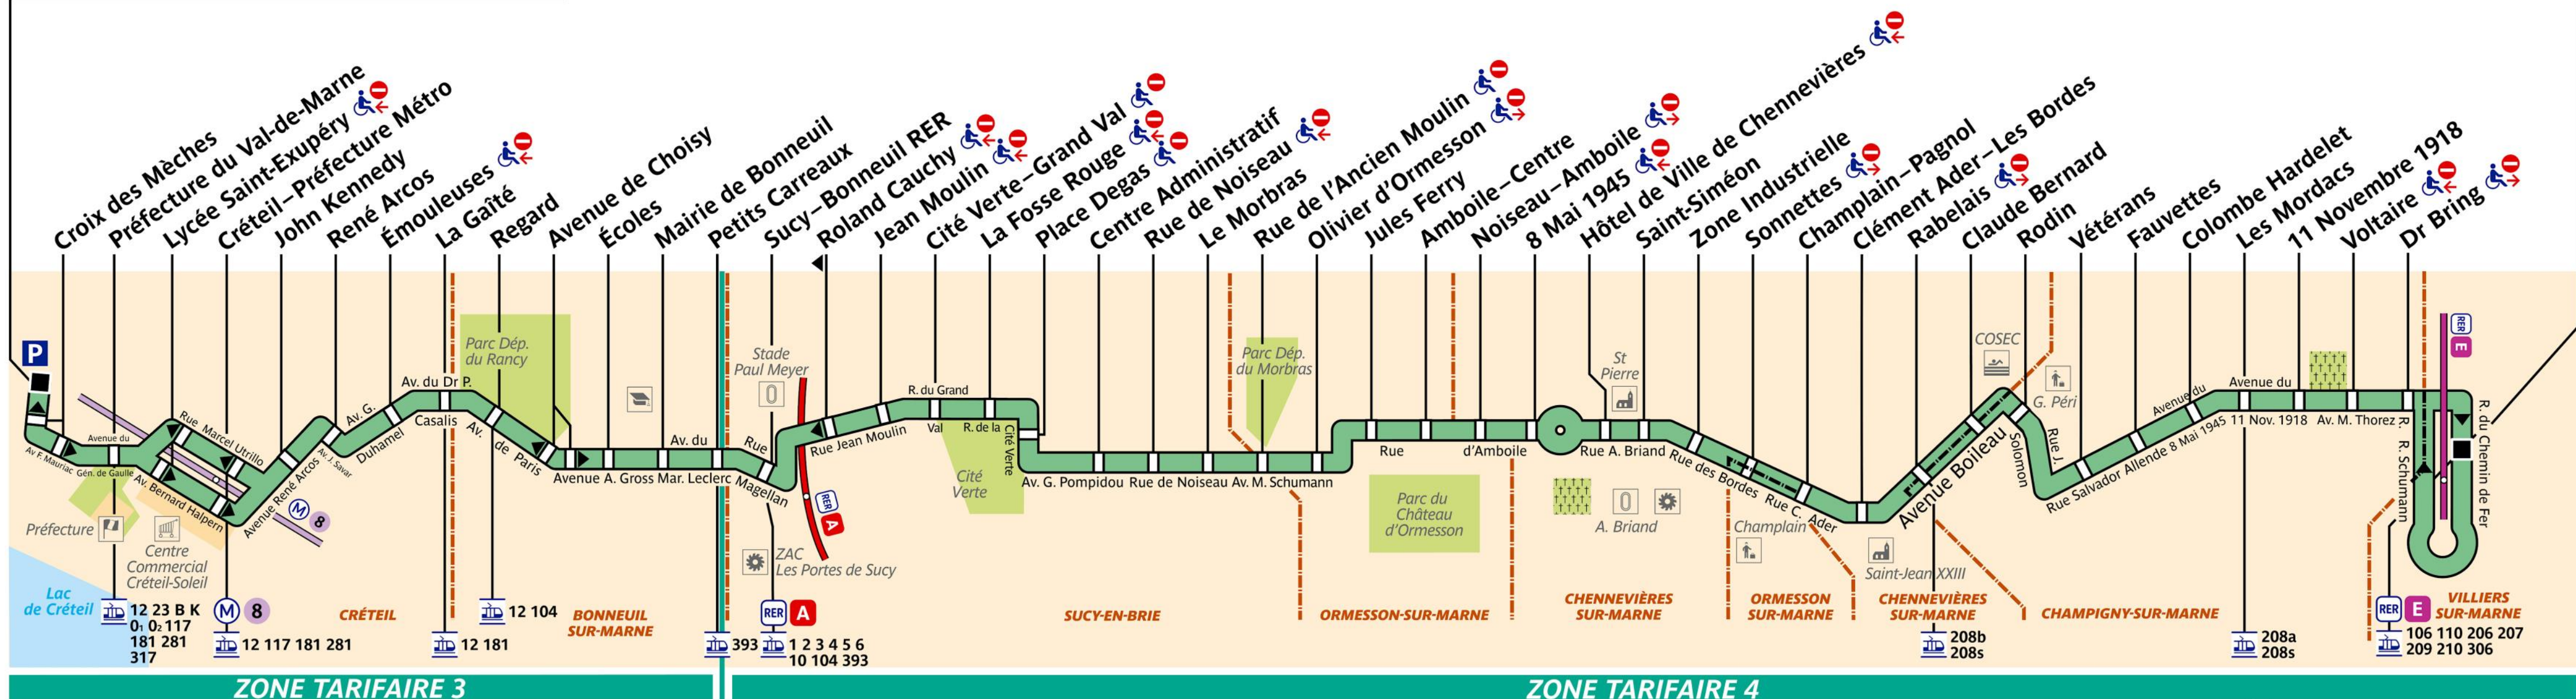 Croix des Mèches
Préfecture du Val-de-Marne
Lycée Saint-Exupéry
Créteil–Préfecture Métro
John Kennedy
René Arcos
Émouleuses
La Gaîté
Regard
Avenue de Choisy
Écoles
Mairie de Bonneuil
Petits Carreaux
Sucy–Bonneuil RER
Roland Cauchy
Jean Moulin
Cité Verte–Grand Val
La Fosse Rouge
Place Degas
Centre Administratif
Rue de Noiseau
Le Morbras
Rue de l'Ancien Moulin
Olivier d'Ormesson
Jules Ferry
Amboile–Centre
Noiseau–Amboile
8 Mai 1945
Hôtel de Ville de Chennevières
Saint-Siméon
Zone Industrielle
Sonnettes
Champlain–Pagnol
Clément Ader–Les Bordes
Rabelais
Claude Bernard
Rodin
Vétérans
Fauvettes
Colombe Hardelet
Les Mordacs
11 Novembre 1918
Voltaire
Dr Bring
P
Av F. Mauriac
Avenue du
Gén. de Gaulle
Rue Marcel Utrillo
Av. Bernard Halpern
Avenue René Arcos
Av. J. Savar
Av. G.
Duhamel
Av. du Dr P.
Casalis
Av. de Paris
Avenue A. Gross
Av. du
Mar. Leclerc
Rue
Magellan
Rue Jean Moulin
R. du Grand
Val
R. de la
Cité Verte
Av. G. Pompidou
Rue de Noiseau
Av. M. Schumann
Rue
d'Amboile
Rue A. Briand
Rue des Bordes
Rue C. Ader
Avenue Boileau
Rue J.
Solomon
Rue Salvador Allende
8 Mai 1945
Avenue du
Avenue du
11 Nov. 1918
Av. M. Thorez
R.
R. Schumann
R. du Chemin de Fer
Préfecture
Centre
Commercial
Créteil-Soleil
M 8
Parc Dép.
du Rancy
Stade
Paul Meyer
RER A
ZAC
Les Portes de Sucy
Cité
Verte
Parc Dép.
du Morbras
Parc du
Château
d'Ormesson
St
Pierre
A. Briand
Champlain
Saint-Jean XXIII
COSEC
G. Péri
RER E
Lac
de Créteil
CRÉTEIL
BONNEUIL
SUR-MARNE
SUCY-EN-BRIE
ORMESSON-SUR-MARNE
CHENNEVIÈRES
SUR-MARNE
ORMESSON
SUR-MARNE
CHENNEVIÈRES
SUR-MARNE
CHAMPIGNY-SUR-MARNE
VILLIERS
SUR-MARNE
12 23 B K
01 02 117
181 281
317
M 8
12 117 181 281
12 181
12 104
393
RER A
1 2 3 4 5 6
10 104 393
208b
208s
208a
208s
RER E
106 110 206 207
209 210 306
ZONE TARIFAIRE 3
ZONE TARIFAIRE 4